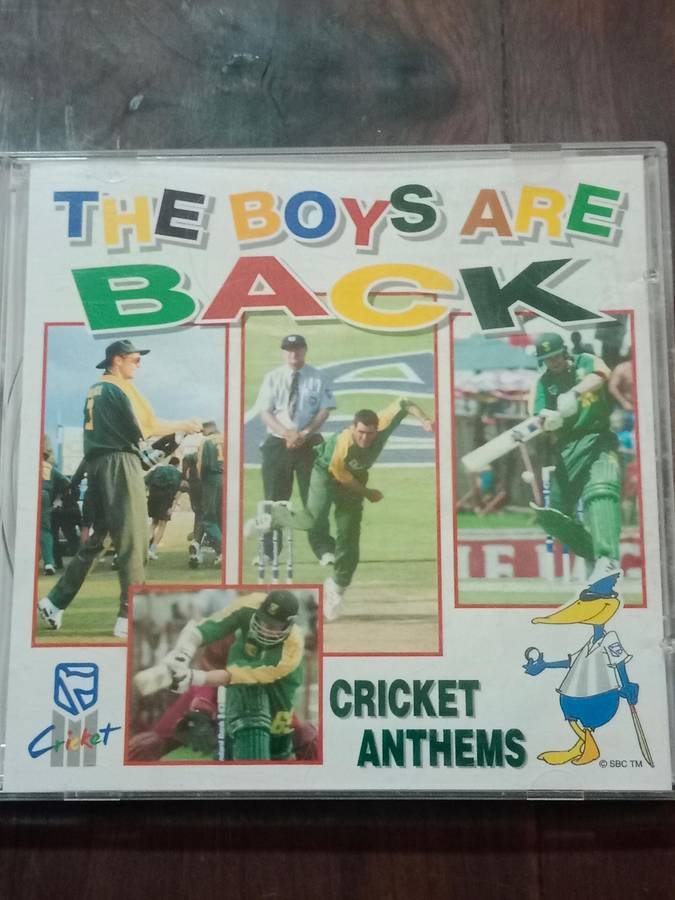 THE BOYS ARE
BACK
CRICKET
ANTHEMS
Cricket
© SBC TM